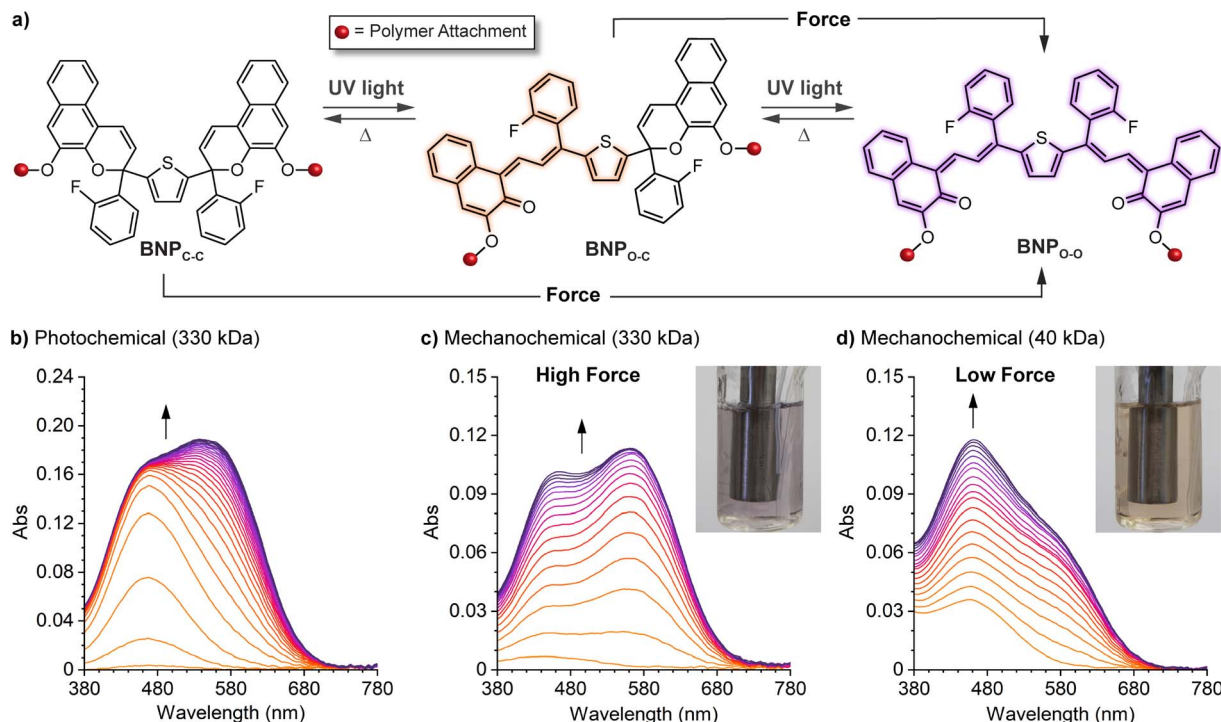 a)
= Polymer Attachment
Force
UV light
Δ
UV light
Δ
F
S
O
O
O
O
F
F
S
O
O
O
O
F
F
S
F
O
O
O
O
BNPC-C
BNPO-C
BNPO-O
Force
b) Photochemical (330 kDa)
c) Mechanochemical (330 kDa)
d) Mechanochemical (40 kDa)
High Force
Low Force
0.24
0.20
0.16
0.12
0.08
0.04
0
Abs
380 480 580 680 780
Wavelength (nm)
0.15
0.12
0.09
0.06
0.03
0
Abs
380 480 580 680 780
Wavelength (nm)
0.15
0.12
0.09
0.06
0.03
0
Abs
380 480 580 680 780
Wavelength (nm)